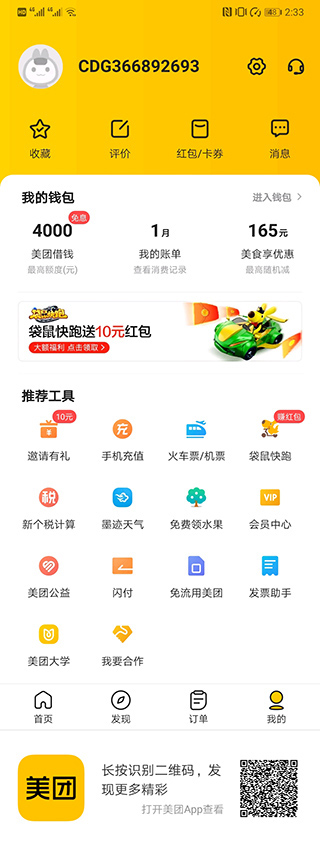 2:33
CDG366892693
收藏
评价
红包/卡券
消息
我的钱包
进入钱包
4000
免息
1月
165元
美团借钱
我的账单
美食享优惠
最高额度(元)
查看消费记录
最高随机减
袋鼠快跑
袋鼠快跑送10元红包
大额福利 点击领取
推荐工具
10元
赚红包
邀请有礼
手机充值
火车票/机票
袋鼠快跑
税
VIP
新个税计算
墨迹天气
免费领水果
会员中心
美团公益
闪付
免流用美团
发票助手
美团大学
我要合作
首页
发现
订单
我的
美团
长按识别二维码，发
现更多精彩
打开美团App查看